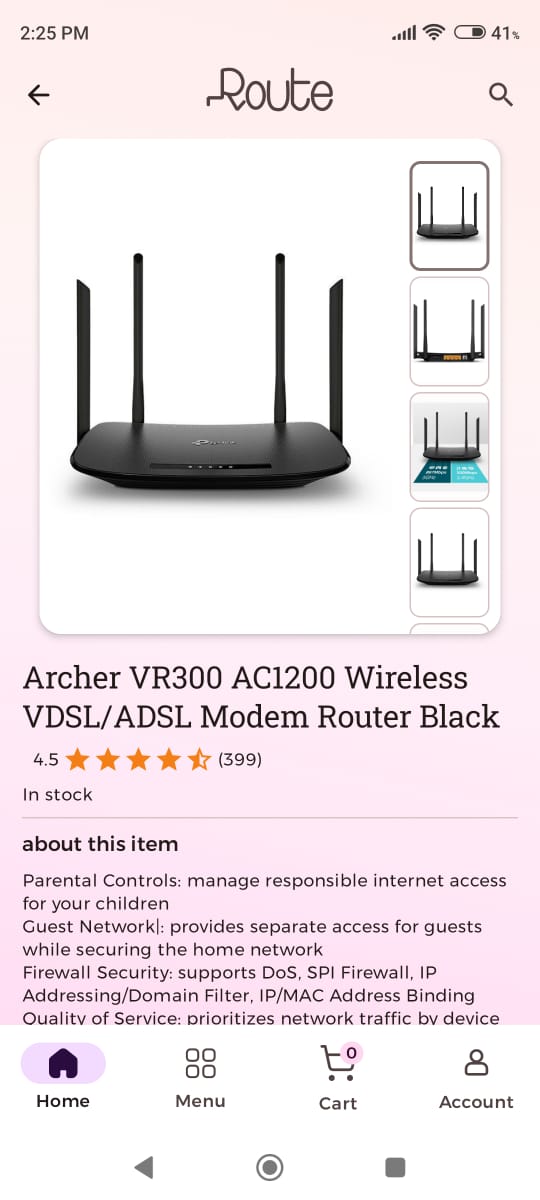 2:25 PM
41%
Route
Archer VR300 AC1200 Wireless
VDSL/ADSL Modem Router Black
4.5 (399)
In stock
about this item
Parental Controls: manage responsible internet access
for your children
Guest Network|: provides separate access for guests
while securing the home network
Firewall Security: supports DoS, SPI Firewall, IP
Addressing/Domain Filter, IP/MAC Address Binding
Quality of Service: prioritizes network traffic by device
0
Home
Menu
Cart
Account